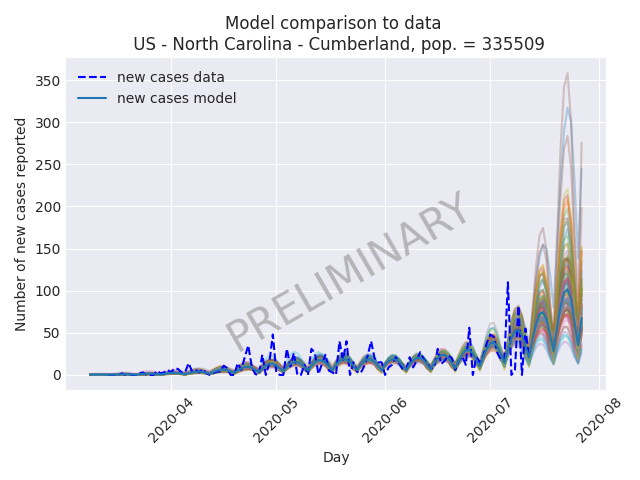 Model comparison to data
US - North Carolina - Cumberland, pop. = 335509
new cases data
new cases model
350
300
250
200
150
100
50
0
Number of new cases reported
PRELIMINARY
2020-04
2020-05
2020-06
2020-07
2020-08
Day